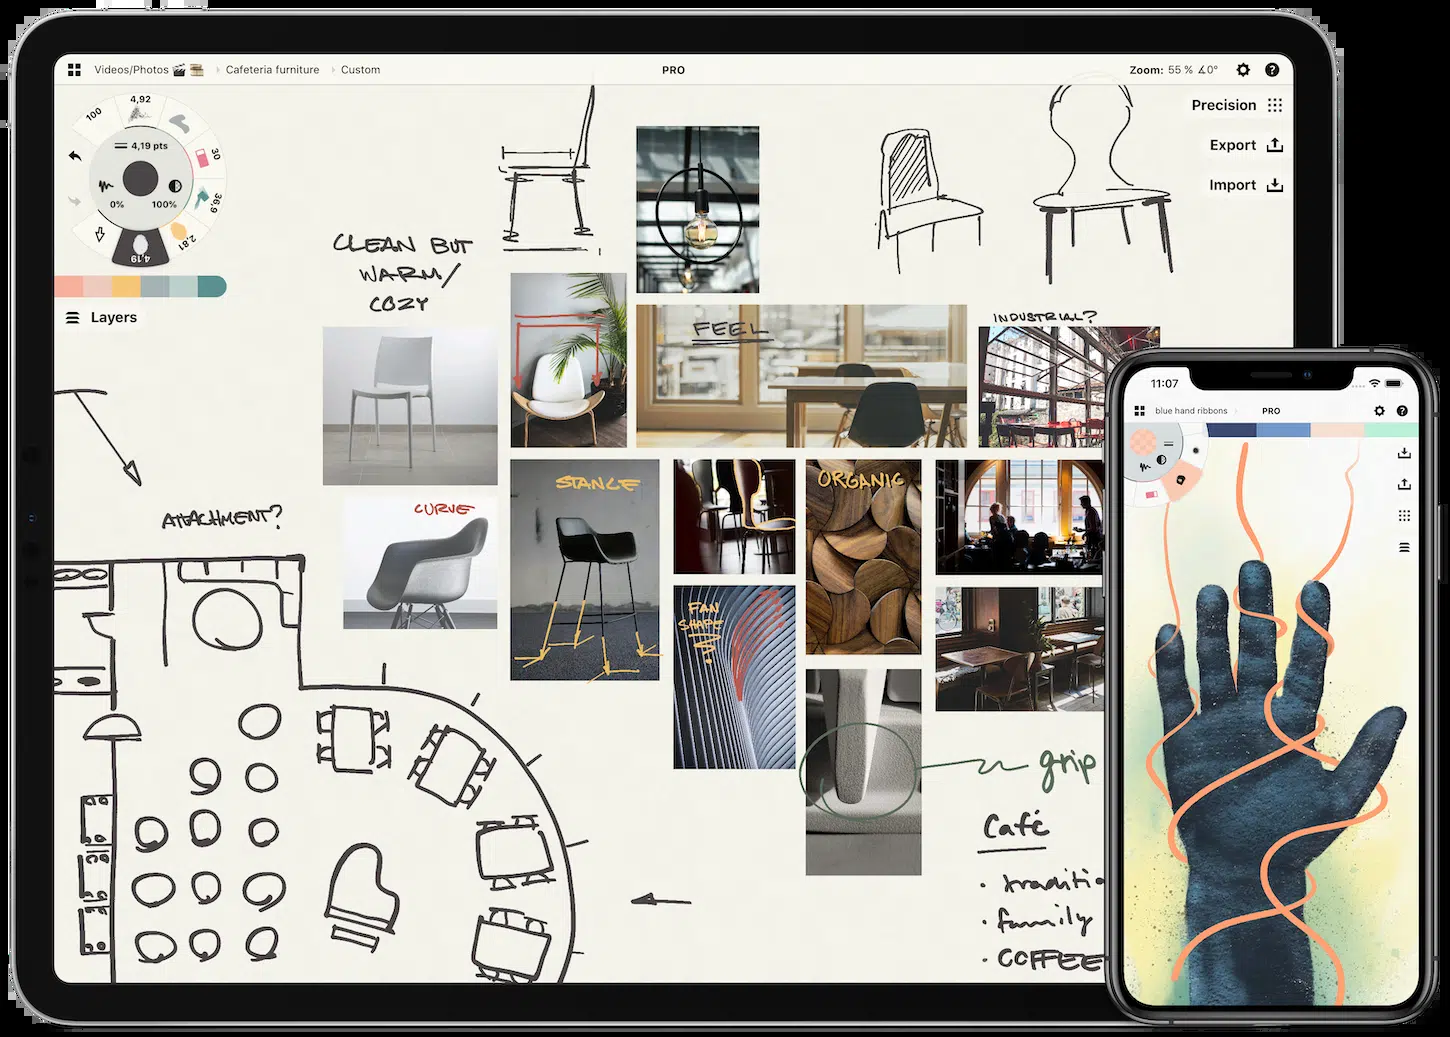 Videos/Photos 🎬 Cafeteria furniture Custom
PRO
Zoom: 55 % ∡0°
Precision
Export
Import
4,92
100
30
36,9
2,81
4,19
4,19 pts
0% 100%
Layers
CLEAN BUT
WARM/
COZY
FEEL
INDUSTRIAL?
ATTACHMENT?
CURVE
STANCE
ORGANIC
FAN
SHAPE
grip
Café
• traditio
• family
• COFFEE
11:07
blue hand ribbons
PRO